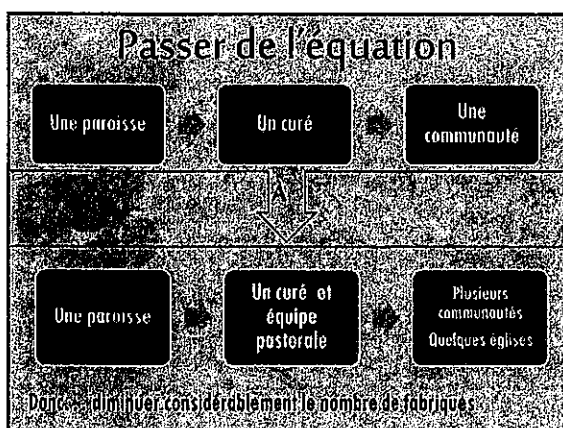 Passer de l'équation
Une paroisse
Un curé
Une
communauté
À
Une paroisse
Un curé et
équipe
pastorale
Plusieurs
communautés
Quelques églises
Donc : diminuer considérablement le nombre de fabriques